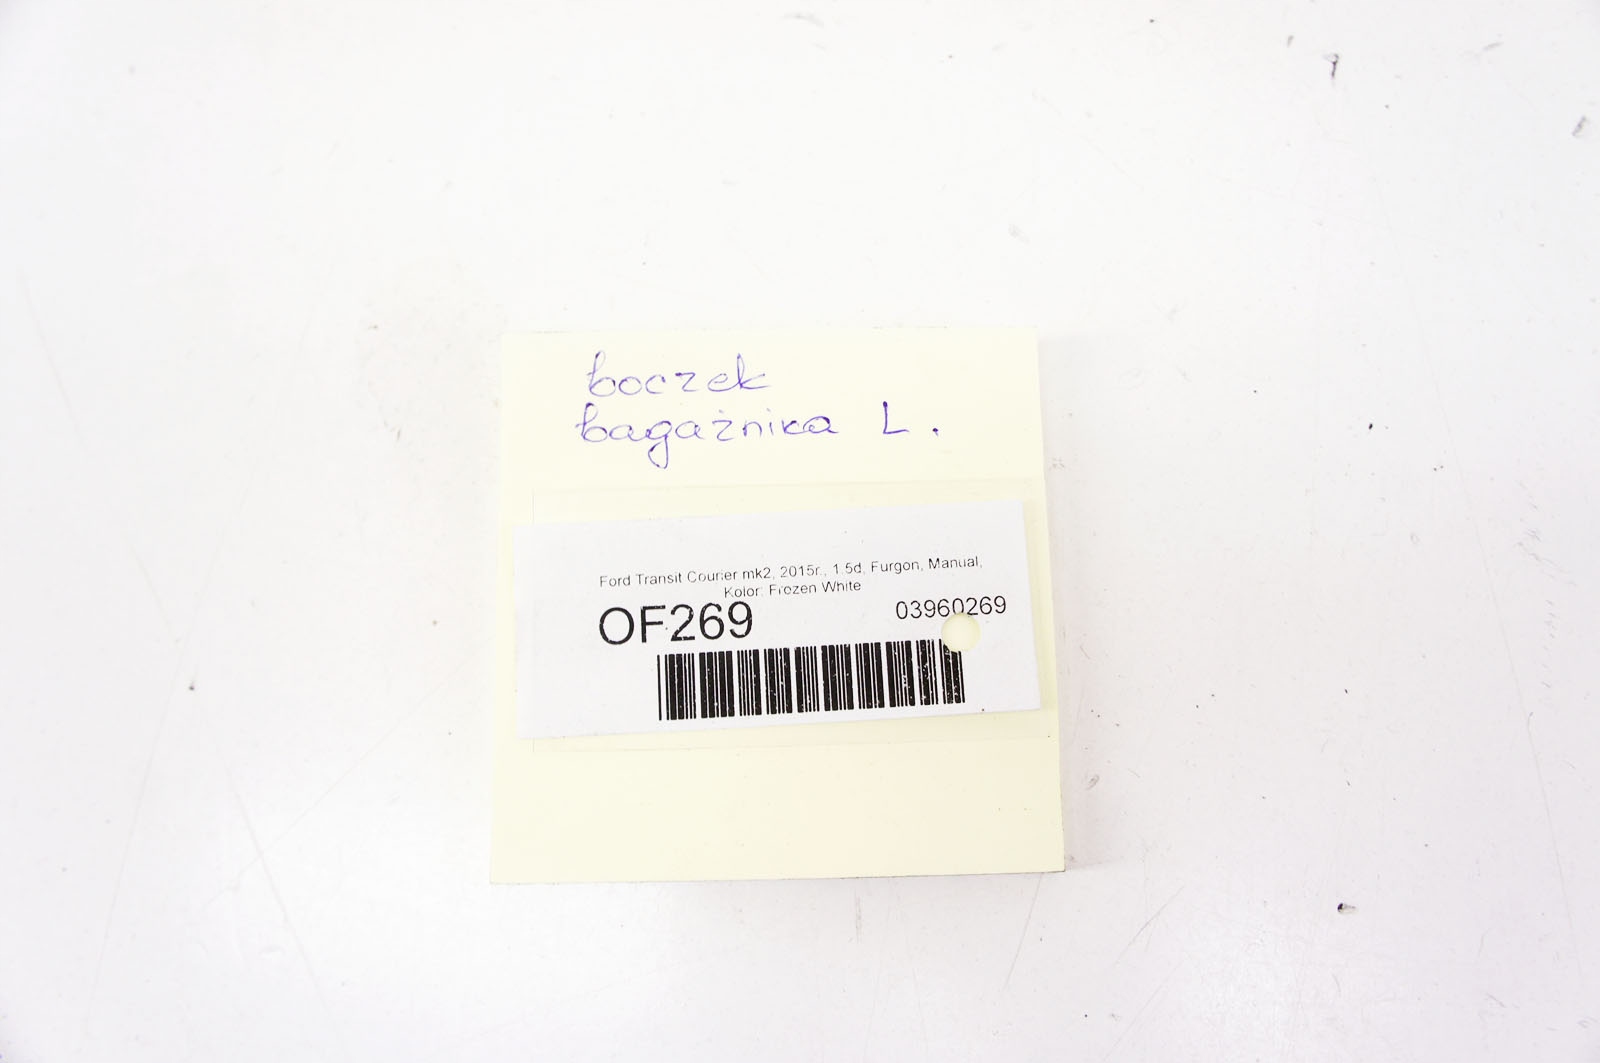 boczek
bagażnika L.
Ford Transit Courier mk2, 2015r., 1.5d, Furgon, Manual,
Kolor: Frozen White
OF269
03960269